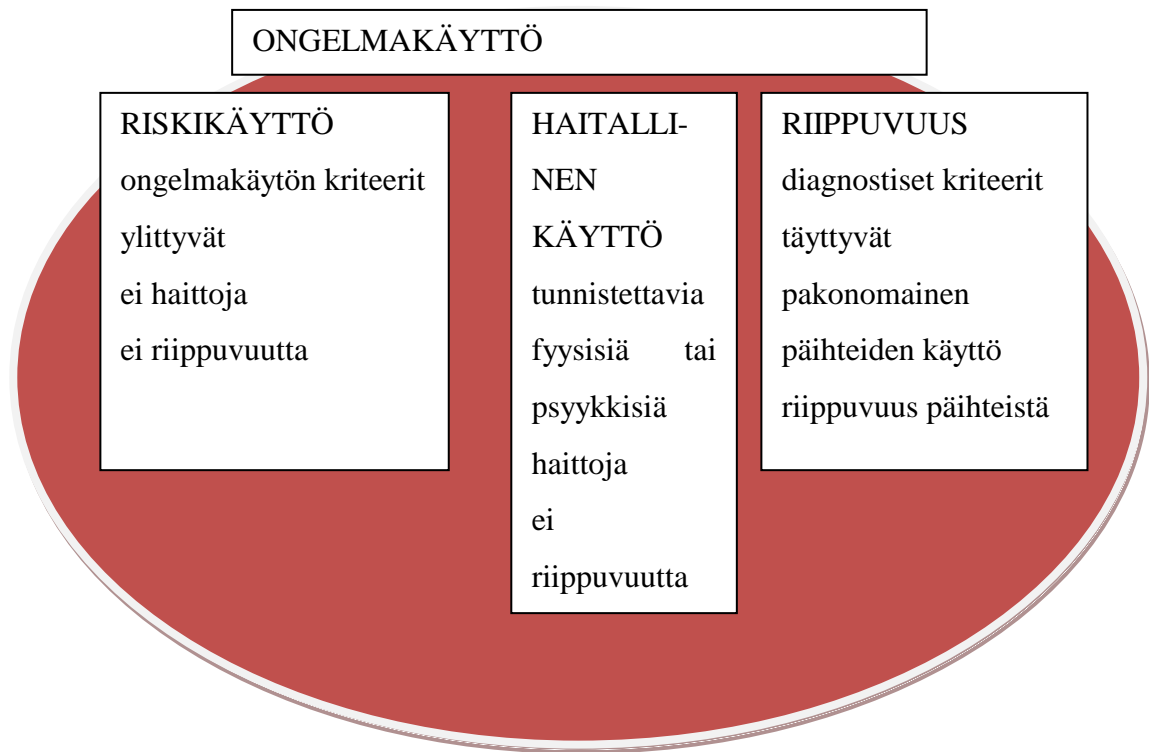 ONGELMAKÄYTTÖ
RISKIKÄYTTÖ
ongelmakäytön kriteerit
ylittyvät
ei haittoja
ei riippuvuutta
HAITALLI-
NEN
KÄYTTÖ
tunnistettavia
fyysisiä tai
psyykkisiä
haittoja
ei
riippuvuutta
RIIPPUVUUS
diagnostiset kriteerit
täyttyvät
pakonomainen
päihteiden käyttö
riippuvuus päihteistä